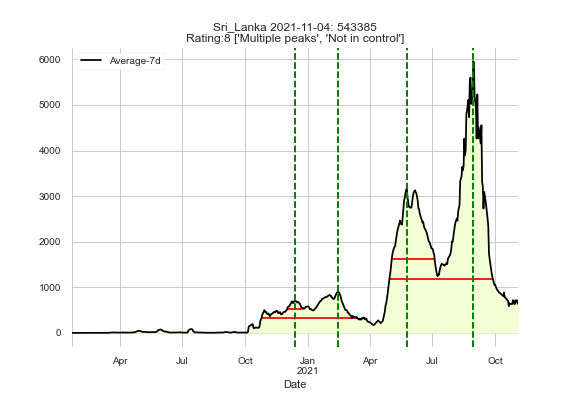 Sri_Lanka 2021-11-04: 543385
Rating:8 ['Multiple peaks', 'Not in control']
Average-7d
6000
5000
4000
3000
2000
1000
0
Apr Jul Oct Jan Apr Jul Oct
2021
Date